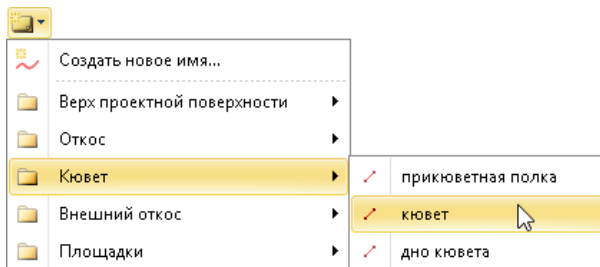 Создать новое имя...
Верх проектной поверхности
Откос
Кювет
Внешний откос
Площадки
прикюветная полка
кювет
дно кювета